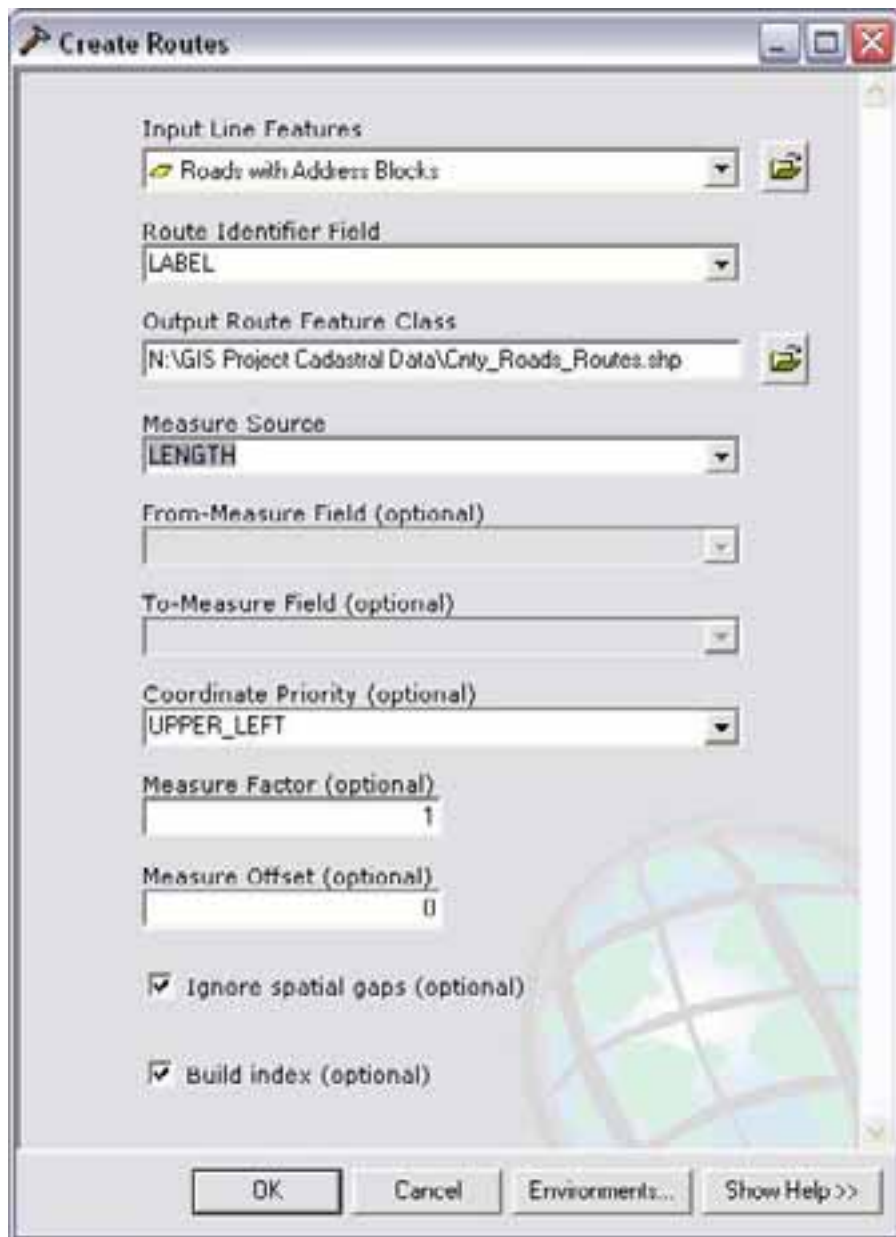 Create Routes
Input Line Features
Roads with Address Blocks
Route Identifier Field
LABEL
Output Route Feature Class
N:\GIS Project Cadastral Data\Cnty_Roads_Routes.shp
Measure Source
LENGTH
From-Measure Field (optional)
To-Measure Field (optional)
Coordinate Priority (optional)
UPPER_LEFT
Measure Factor (optional)
1
Measure Offset (optional)
0
Ignore spatial gaps (optional)
Build index (optional)
OK Cancel Environments... Show Help >>